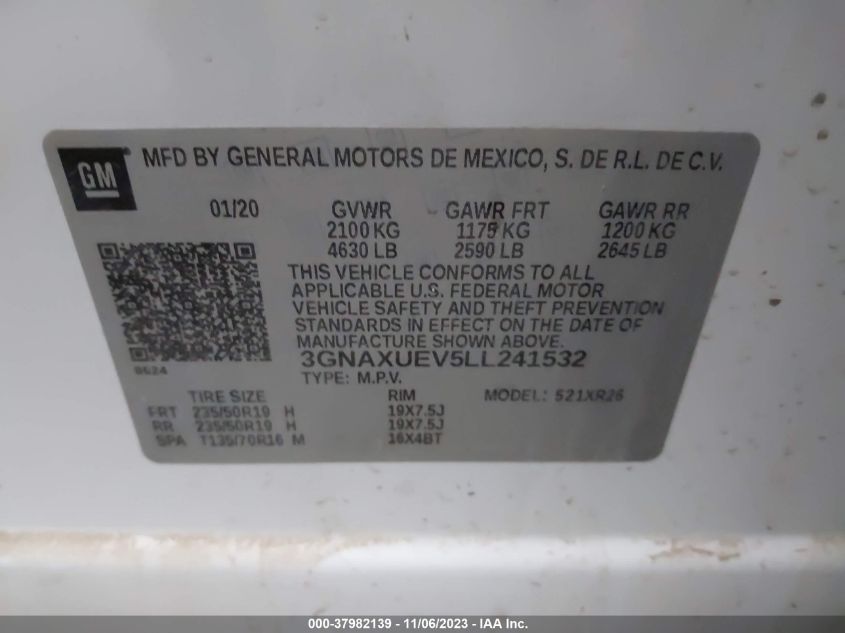 GM
MFD BY GENERAL MOTORS DE MEXICO, S. DE R.L. DE C.V.
01/20 GVWR GAWR FRT GAWR RR
2100 KG 1175 KG 1200 KG
4630 LB 2590 LB 2645 LB
THIS VEHICLE CONFORMS TO ALL
APPLICABLE U.S. FEDERAL MOTOR
VEHICLE SAFETY AND THEFT PREVENTION
STANDARDS IN EFFECT ON THE DATE OF
MANUFACTURE SHOWN ABOVE.
0624 3GNAXUEV5LL241532
TYPE: M.P.V.
TIRE SIZE RIM MODEL: 521XR26
FRT 235/50R19 H 19X7.5J
RR 235/50R19 H 19X7.5J
SPA T135/70R16 M 16X4BT
000-37982139 - 11/06/2023 - IAA Inc.